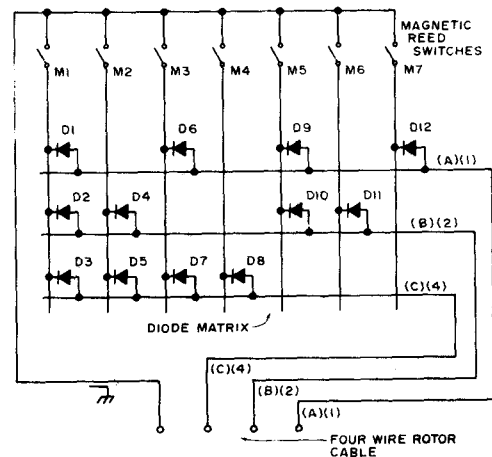 MAGNETIC
REED
SWITCHES
M1 M2 M3 M4 M5 M6 M7
D1 D6 D9 D12
(A)(1)
D2 D4 D10 D11
(B)(2)
D3 D5 D7 D8
(C)(4)
DIODE MATRIX
(C)(4)
(B)(2)
(A)(1)
FOUR WIRE ROTOR
CABLE